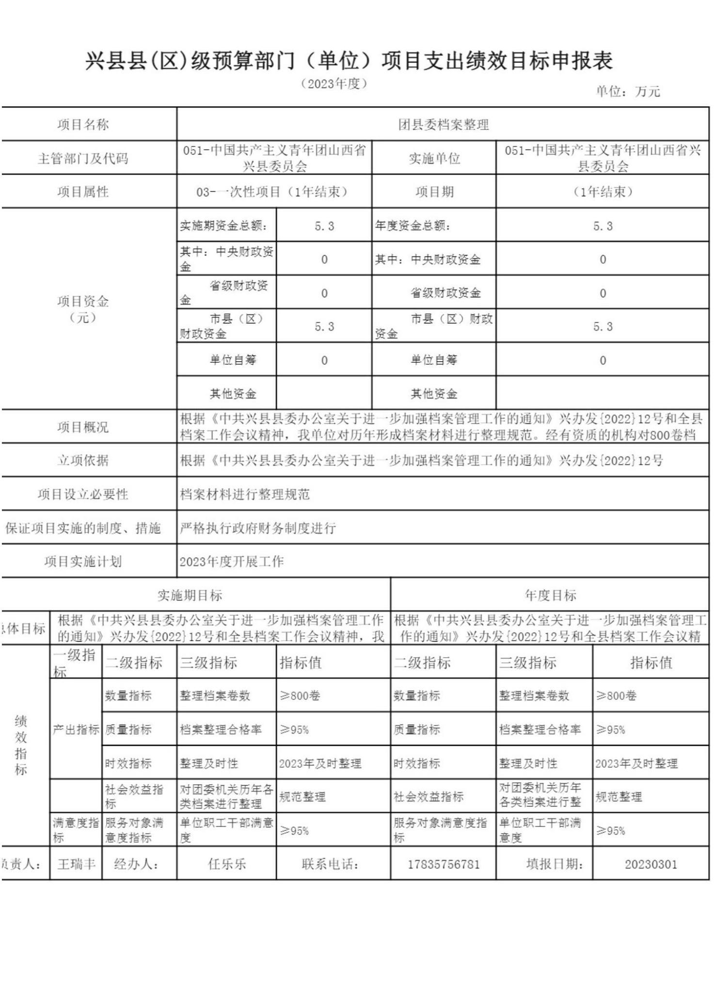 兴县县(区)级预算部门（单位）项目支出绩效目标申报表
（2023年度）
单位：万元
项目名称
团县委档案整理
主管部门及代码
051-中国共产主义青年团山西省
兴县委员会
实施单位
051-中国共产主义青年团山西省兴
县委员会
项目属性
03-一次性项目（1年结束）
项目期
（1年结束）
项目资金
（元）
实施期资金总额：
5.3
年度资金总额：
5.3
其中：中央财政资
金
0
其中：中央财政资金
0
省级财政资
金
0
省级财政资金
0
市县（区）
财政资金
5.3
市县（区）财政
资金
5.3
单位自筹
0
单位自筹
0
其他资金
其他资金
项目概况
根据《中共兴县县委办公室关于进一步加强档案管理工作的通知》兴办发{2022}12号和全县
档案工作会议精神，我单位对历年形成档案材料进行整理规范。经有资质的机构对800卷档
立项依据
根据《中共兴县县委办公室关于进一步加强档案管理工作的通知》兴办发{2022}12号
项目设立必要性
档案材料进行整理规范
保证项目实施的制度、措施
严格执行政府财务制度进行
项目实施计划
2023年度开展工作
实施期目标
年度目标
体目标
根据《中共兴县县委办公室关于进一步加强档案管理工作
的通知》兴办发{2022}12号和全县档案工作会议精神，我
根据《中共兴县县委办公室关于进一步加强档案管理工
作的通知》兴办发{2022}12号和全县档案工作会议精
绩
效
指
标
一级指
标
二级指标
三级指标
指标值
二级指标
三级指标
指标值
产出指标
数量指标
整理档案卷数
≥800卷
数量指标
整理档案卷数
≥800卷
质量指标
档案整理合格率
≥95%
质量指标
档案整理合格率
≥95%
时效指标
整理及时性
2023年及时整理
时效指标
整理及时性
2023年及时整理
社会效益指
标
对团委机关历年各
类档案进行整理
规范整理
社会效益指标
对团委机关历年
各类档案进行整
规范整理
满意度指
标
服务对象满
意度指标
单位职工干部满意
度
≥95%
服务对象满意度指
标
单位职工干部满
意度
≥95%
负责人：
王瑞丰
经办人：
任乐乐
联系电话：
17835756781
填报日期：
20230301